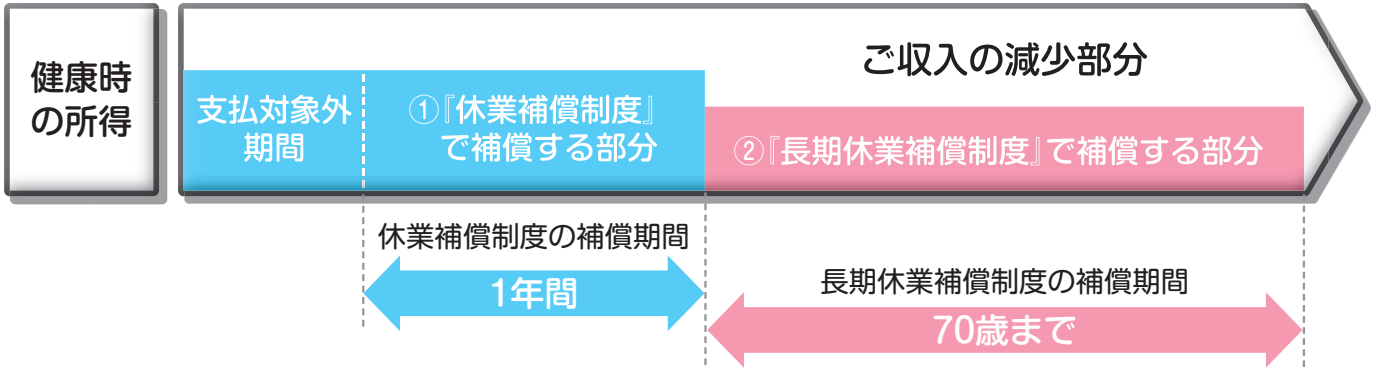 健康時
の所得
ご収入の減少部分
支払対象外
期間
①『休業補償制度』
で補償する部分
②『長期休業補償制度』で補償する部分
休業補償制度の補償期間
1年間
長期休業補償制度の補償期間
70歳まで